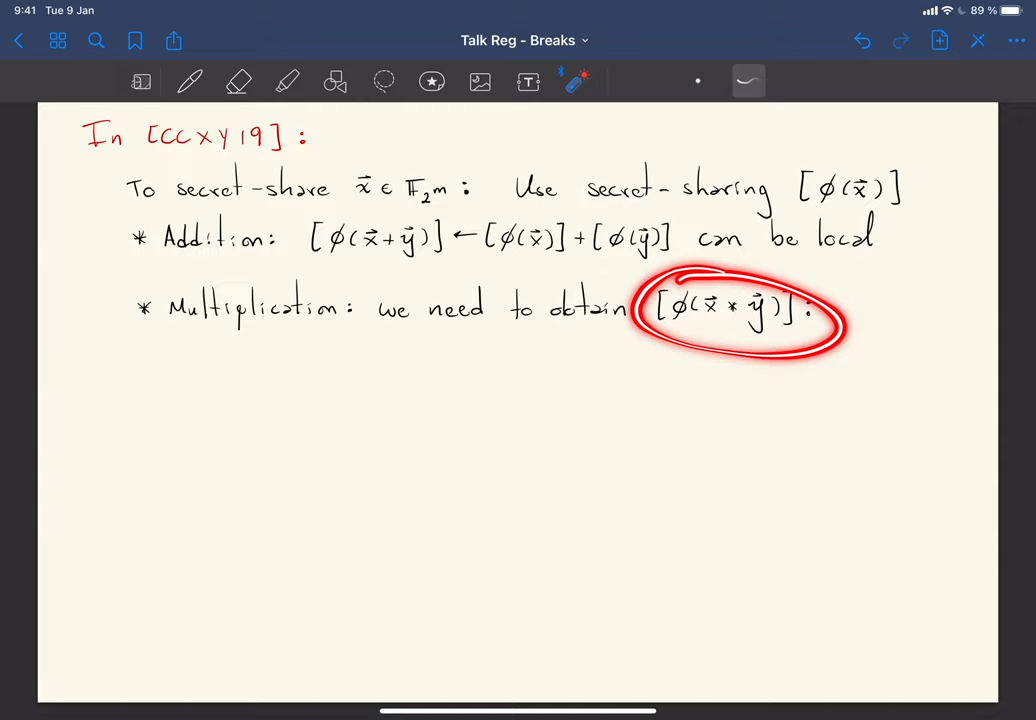 9:41 Tue 9 Jan 89 %
Talk Reg - Breaks
In [CCXY19]:
To secret-share x⃗ ∈ 𝔽₂m : Use secret-sharing [ϕ(x⃗)]
* Addition: [ϕ(x⃗+y⃗)] ← [ϕ(x⃗)] + [ϕ(y⃗)] can be local
* Multiplication: we need to obtain [ϕ(x⃗ * y⃗)]: